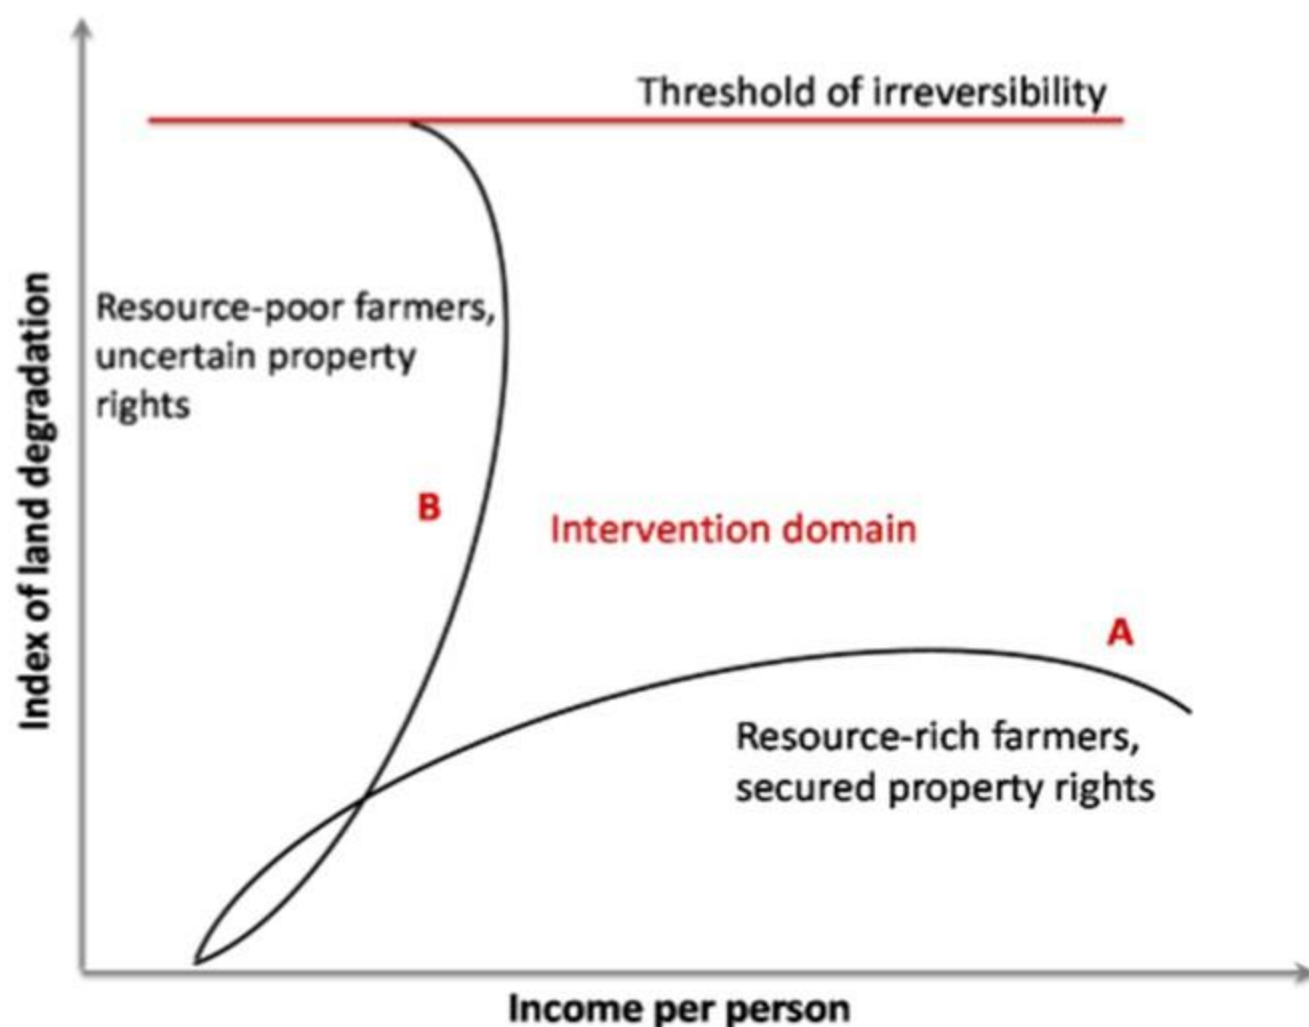 Threshold of irreversibility
Resource-poor farmers,
uncertain property
rights
B
Intervention domain
A
Resource-rich farmers,
secured property rights
Index of land degradation
Income per person